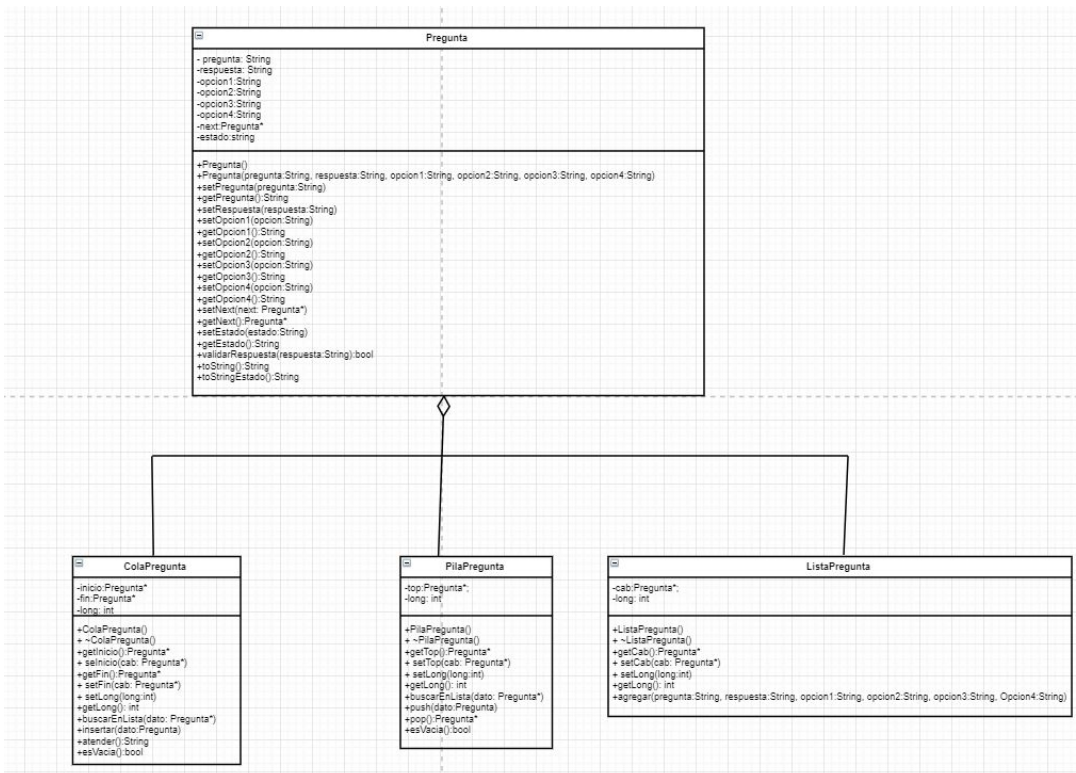 Pregunta
- pregunta: String
-respuesta: String
-opcion1:String
-opcion2:String
-opcion3:String
-opcion4:String
-next:Pregunta*
-estado:string
+Pregunta()
+Pregunta(pregunta:String, respuesta:String, opcion1:String, opcion2:String, opcion3:String, opcion4:String)
+setPregunta(pregunta:String)
+getPregunta():String
+setRespuesta(respuesta:String)
+setOpcion1(opcion:String)
+getOpcion1():String
+setOpcion2(opcion:String)
+getOpcion2():String
+setOpcion3(opcion:String)
+getOpcion3():String
+setOpcion4(opcion:String)
+getOpcion4():String
+setNext(next: Pregunta*)
+getNext():Pregunta*
+setEstado(estado:String)
+getEstado():String
+validarRespuesta(respuesta:String):bool
+toString():String
+toStringEstado():String
ColaPregunta
-inicio:Pregunta*
-fin:Pregunta*
-long: int
+ColaPregunta()
+ ~ColaPregunta()
+getInicio():Pregunta*
+ seInicio(cab: Pregunta*)
+getFin():Pregunta*
+ setFin(cab: Pregunta*)
+ setLong(long:int)
+getLong(): int
+buscarEnLista(dato: Pregunta*)
+insertar(dato:Pregunta)
+atender():String
+esVacia():bool
PilaPregunta
-top:Pregunta*;
-long: int
+PilaPregunta()
+ ~PilaPregunta()
+getTop():Pregunta*
+ setTop(cab: Pregunta*)
+ setLong(long:int)
+getLong(): int
+buscarEnLista(dato: Pregunta*)
+push(dato:Pregunta)
+pop():Pregunta*
+esVacia():bool
ListaPregunta
-cab:Pregunta*;
-long: int
+ListaPregunta()
+ ~ListaPregunta()
+getCab():Pregunta*
+ setCab(cab: Pregunta*)
+ setLong(long:int)
+getLong(): int
+agregar(pregunta:String, respuesta:String, opcion1:String, opcion2:String, opcion3:String, Opcion4:String)